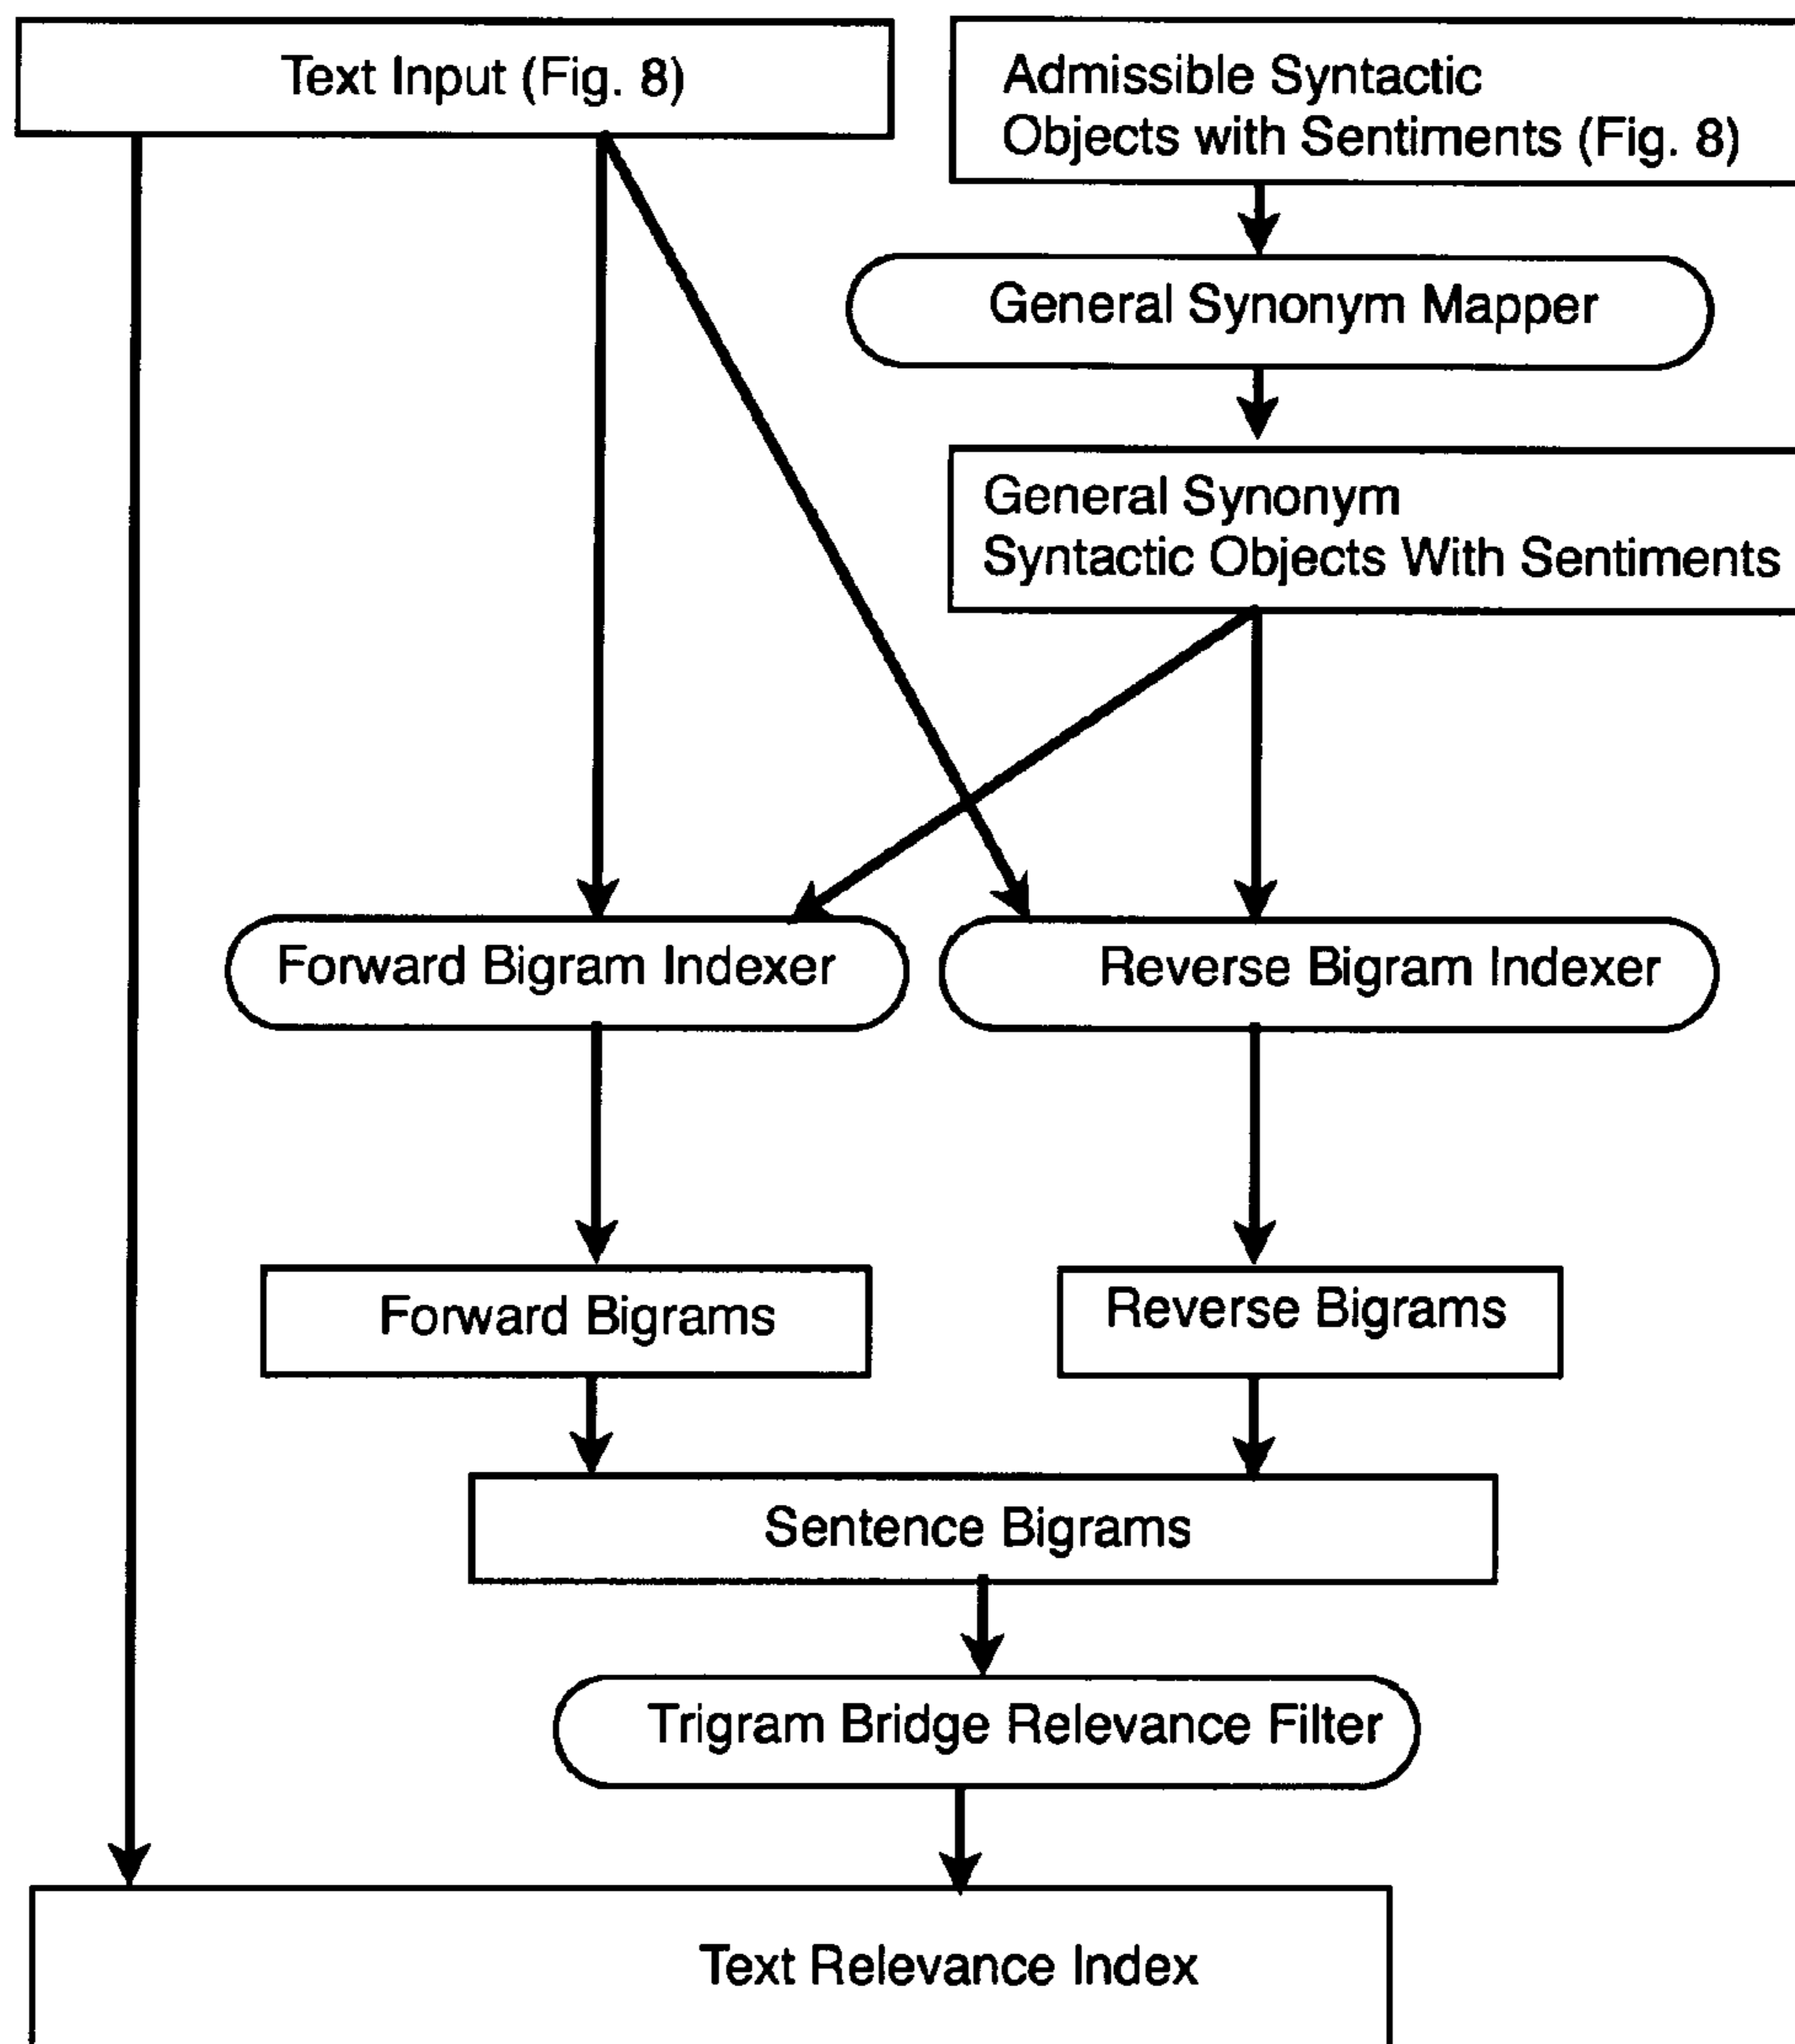 Text Input (Fig. 8)
Admissible Syntactic
Objects with Sentiments (Fig. 8)
General Synonym Mapper
General Synonym
Syntactic Objects With Sentiments
Forward Bigram Indexer
Reverse Bigram Indexer
Forward Bigrams
Reverse Bigrams
Sentence Bigrams
Trigram Bridge Relevance Filter
Text Relevance Index